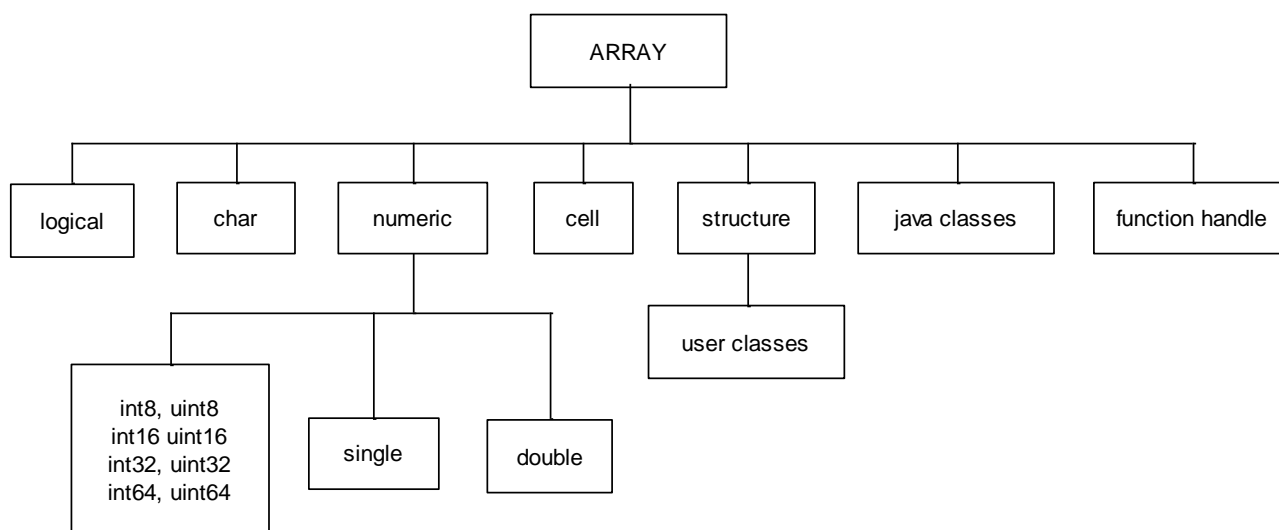 ARRAY
logical
char
numeric
cell
structure
java classes
function handle
user classes
int8, uint8
int16 uint16
int32, uint32
int64, uint64
single
double